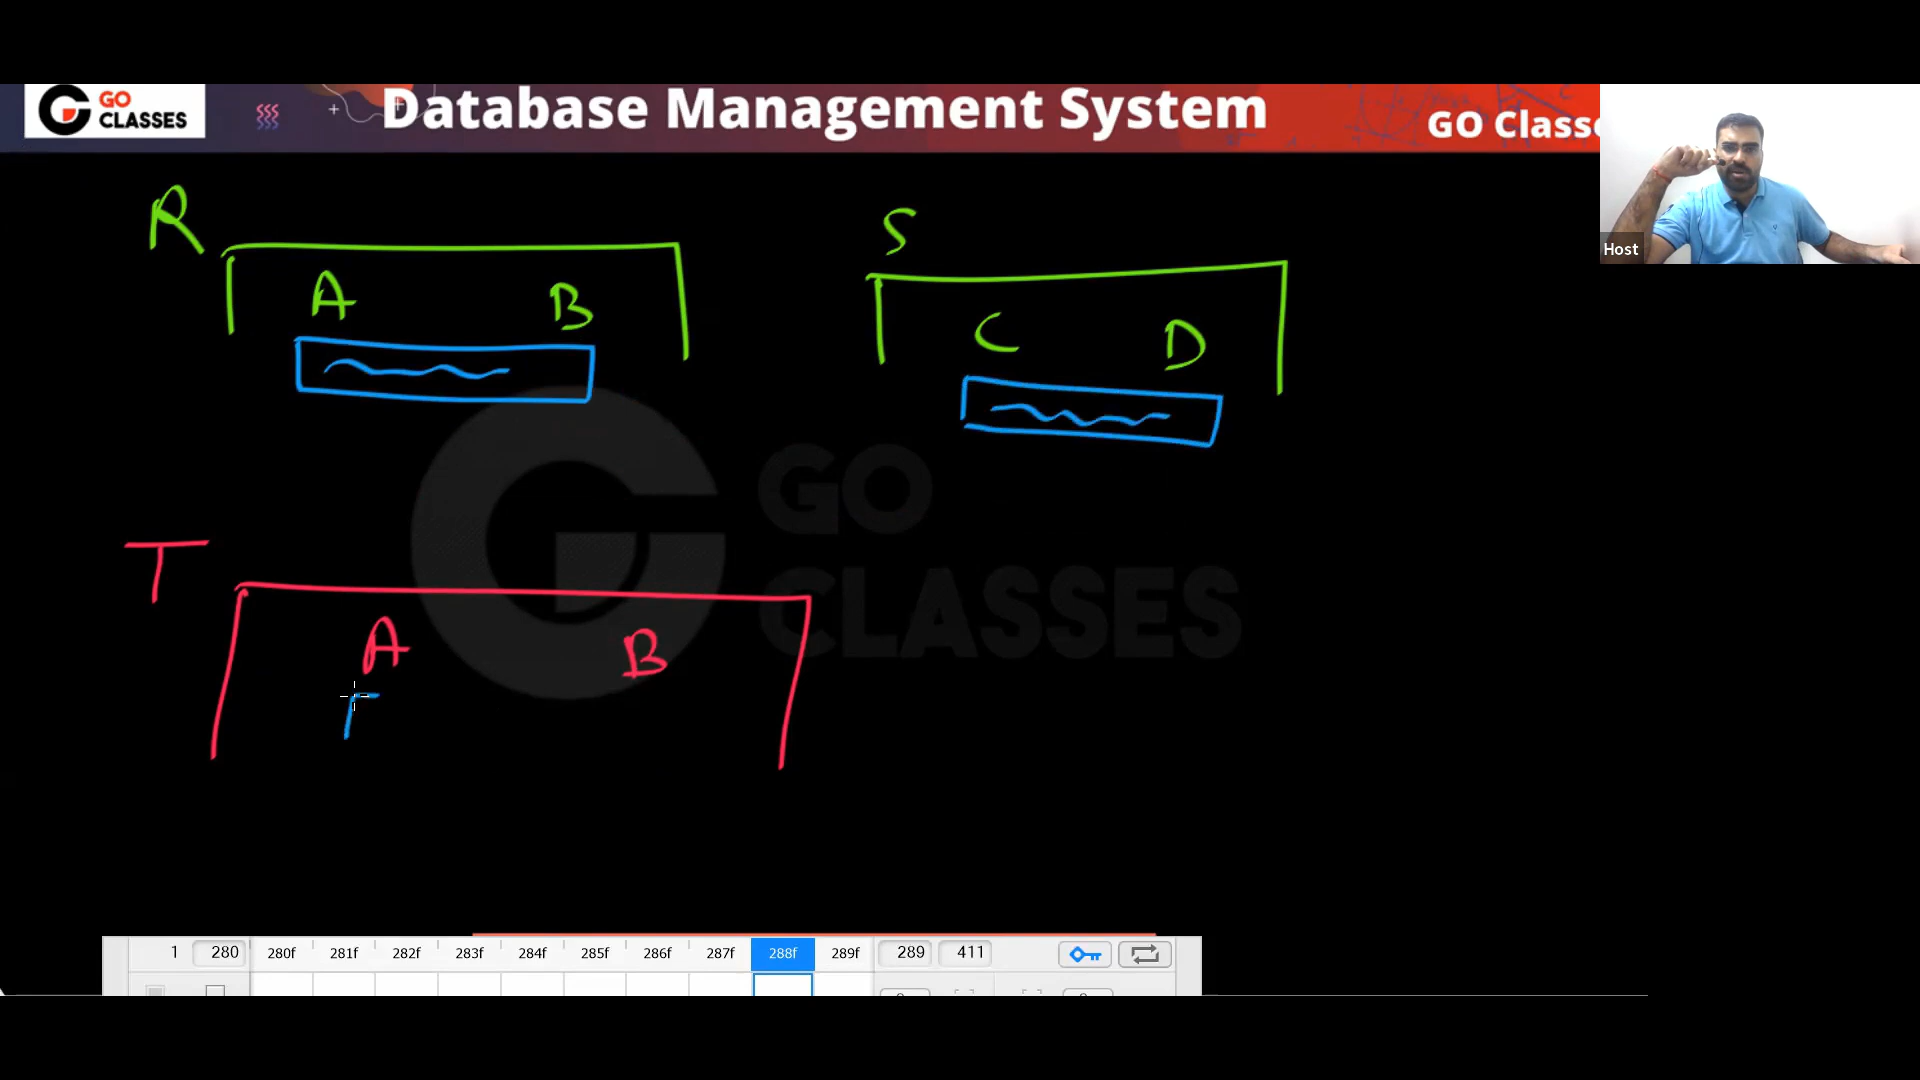 GO
CLASSES
Database Management System
GO Classe
Host
R
A B
S
C D
GO
CLASSES
T
A B
1 280 280f 281f 282f 283f 284f 285f 286f 287f 288f 289f 289 411